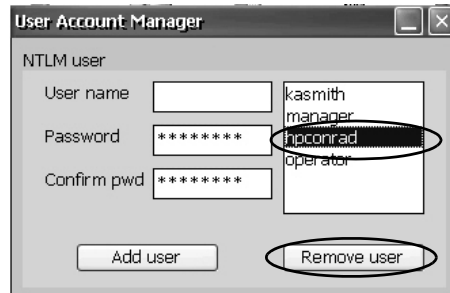 User Account Manager
NTLM user
User name
Password ********
Confirm pwd ********
kasmith
manager
hpconrad
operator
Add user
Remove user